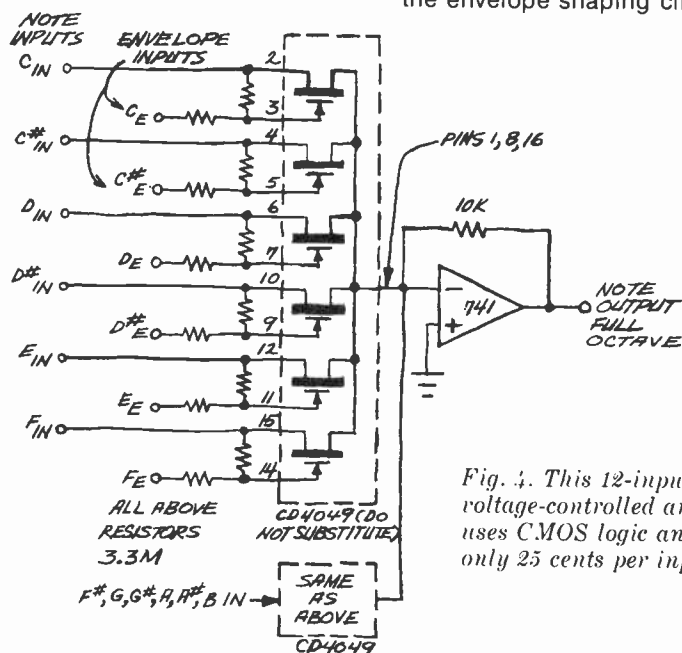 the envelope shaping ci
NOTE
INPUTS
ENVELOPE
INPUTS
C IN
2
3
C E
C# IN
4
5
C# E
D IN
6
7
D E
D# IN
10
9
D# E
E IN
12
11
E E
F IN
15
14
F E
PINS 1, 8, 16
10K
741
−
+
NOTE
OUTPUT
FULL
OCTAVE
ALL ABOVE
RESISTORS
3.3M
CD4049 (DO
NOT SUBSTITUTE)
F#, G, G#, A, A#, B IN
SAME
AS
ABOVE
CD4049
Fig. 4. This 12-inpu
voltage-controlled a
uses CMOS logic an
only 25 cents per inp